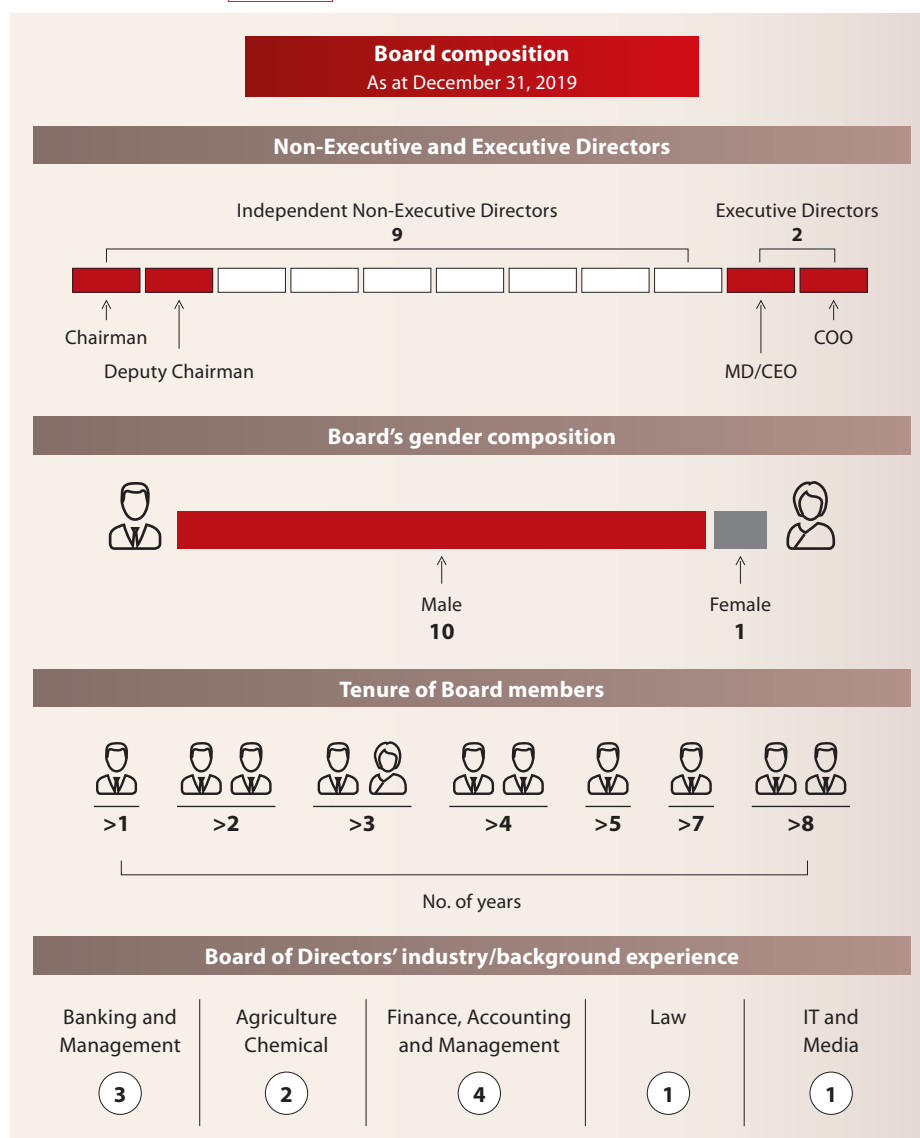 Board composition
As at December 31, 2019
Non-Executive and Executive Directors
Independent Non-Executive Directors
9
Executive Directors
2
Chairman
Deputy Chairman
MD/CEO
COO
Board’s gender composition
Male
10
Female
1
Tenure of Board members
>1 >2 >3 >4 >5 >7 >8
No. of years
Board of Directors’ industry/background experience
Banking and
Management
3
Agriculture
Chemical
2
Finance, Accounting
and Management
4
Law
1
IT and
Media
1